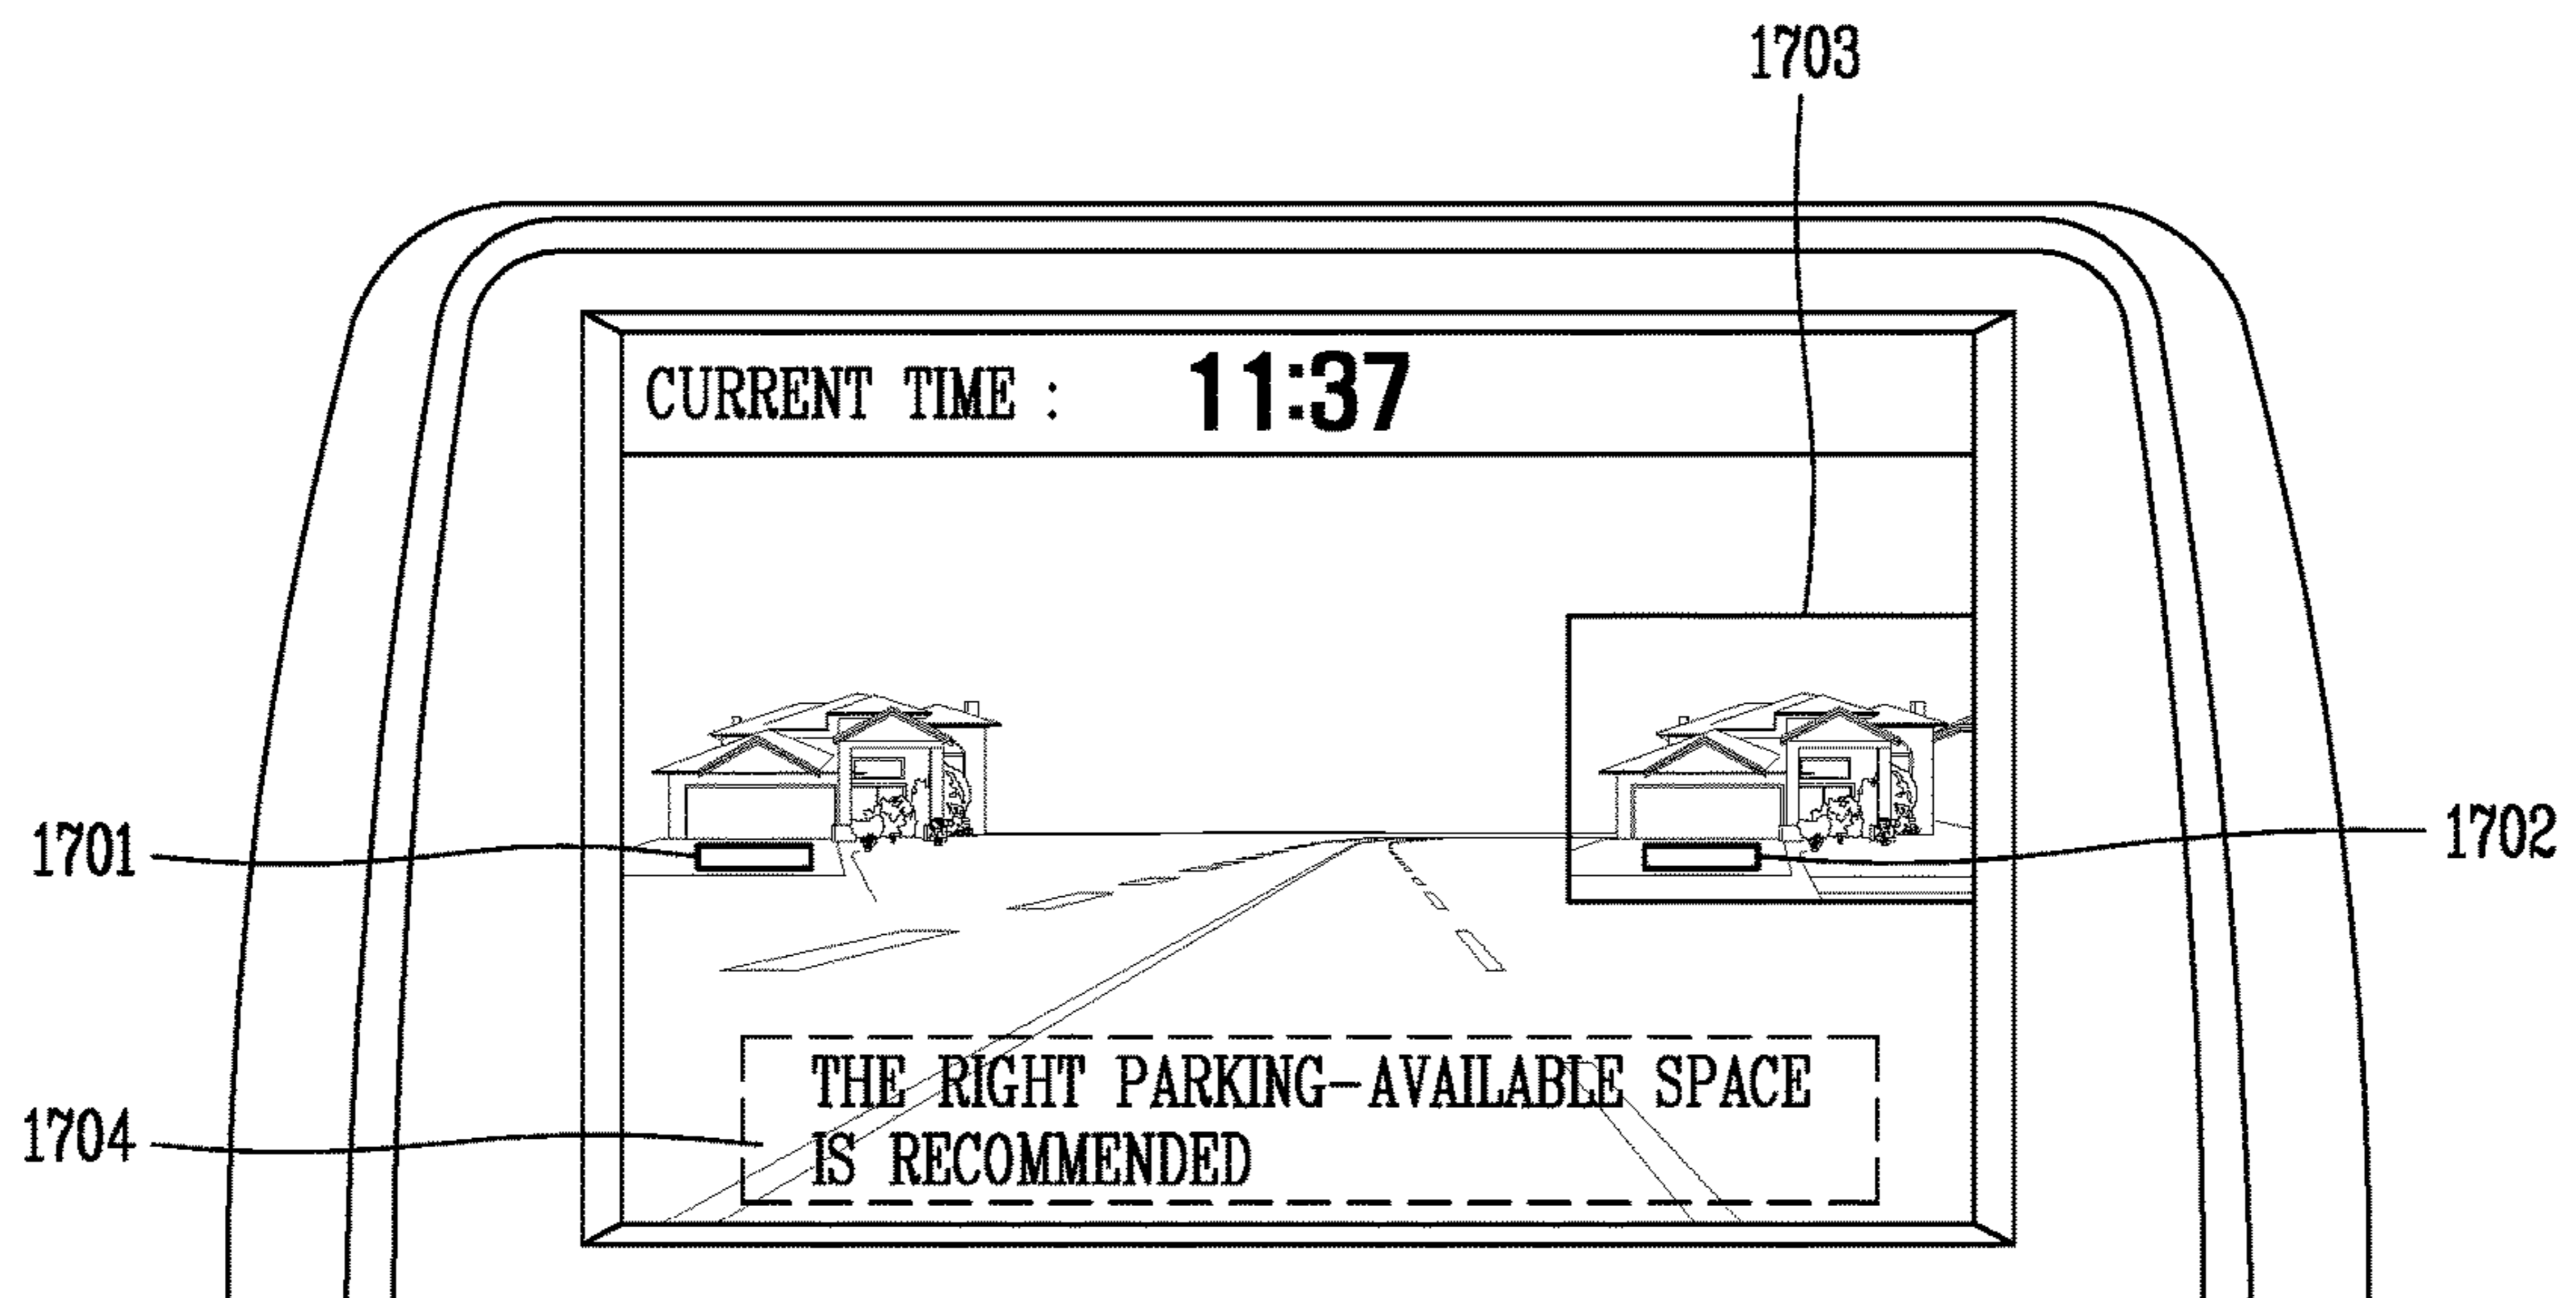 1703
CURRENT TIME : 11:37
1701
1702
1704
THE RIGHT PARKING-AVAILABLE SPACE
IS RECOMMENDED